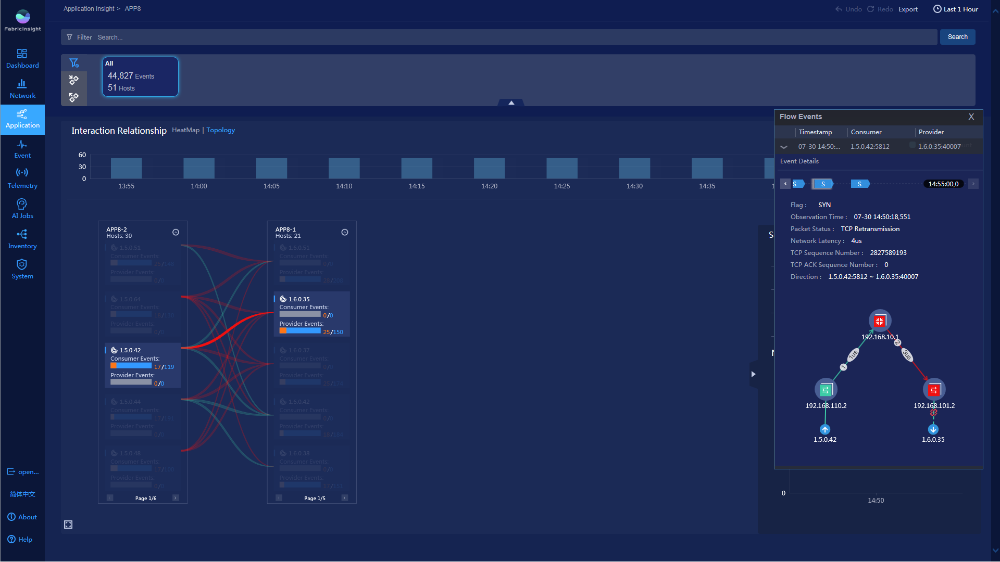 FabricInsight
Application Insight > APP8
Undo Redo Export Last 1 Hour
Filter Search...
Search
All
44,827 Events
51 Hosts
Dashboard
Network
Application
Event
Telemetry
AI Jobs
Inventory
System
open...
简体中文
About
Help
Interaction Relationship HeatMap | Topology
60
30
0
13:55 14:00 14:05 14:10 14:15 14:20 14:25 14:30 14:35
APP8-2
Hosts: 30
1.5.0.51
Consumer Events:
25/148
Provider Events:
0/0
1.5.0.64
Consumer Events:
18/130
Provider Events:
0/0
1.5.0.42
Consumer Events:
17/119
Provider Events:
0/0
1.5.0.44
Consumer Events:
17/191
Provider Events:
0/0
1.5.0.48
Consumer Events:
Provider Events:
0/0
Page 1/6
APP8-1
Hosts: 21
1.6.0.51
Consumer Events:
0/0
Provider Events:
28/208
1.6.0.35
Consumer Events:
0/0
Provider Events:
25/150
1.6.0.37
Consumer Events:
0/0
Provider Events:
25/174
1.6.0.42
Consumer Events:
0/0
Provider Events:
18/184
1.6.0.38
Consumer Events:
0/0
Provider Events:
17/151
Page 1/5
Flow Events X
Timestamp Consumer Provider
07-30 14:50:... 1.5.0.42:5812 1.6.0.35:40007
Event Details
S S S 14:55:00,0
Flag : SYN
Observation Time : 07-30 14:50:18,551
Packet Status : TCP Retransmission
Network Latency : 4us
TCP Sequence Number : 2827589193
TCP ACK Sequence Number : 0
Direction : 1.5.0.42:5812 ~ 1.6.0.35:40007
192.168.10.1
2
1us 3us
1
192.168.110.2 192.168.101.2
1.5.0.42 1.6.0.35
0
14:50